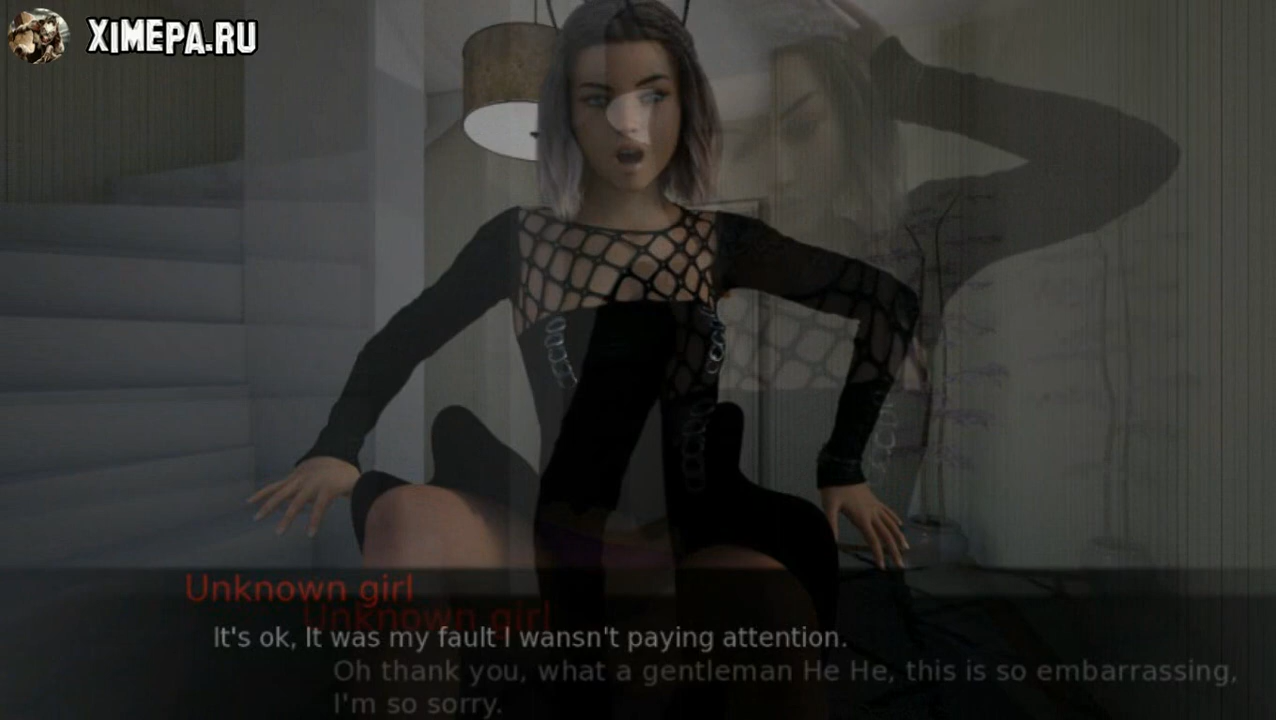 XIMEPA.RU
Unknown girl
Unknown girl
It's ok, It was my fault I wansn't paying attention.
Oh thank you, what a gentleman He He, this is so embarrassing,
I'm so sorry.